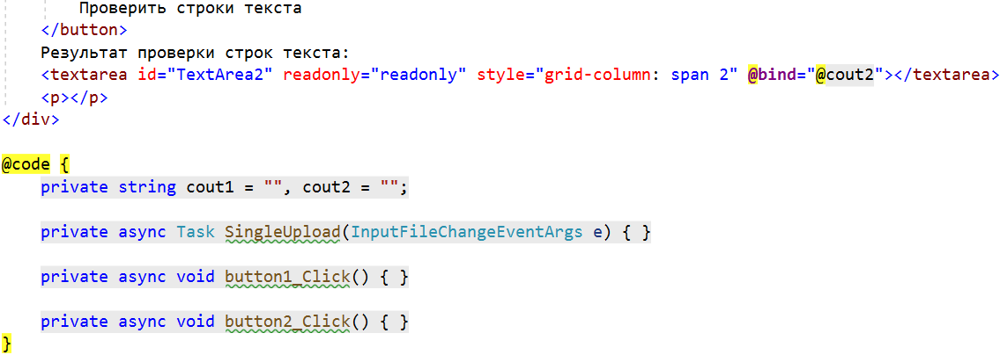 Проверить строки текста
</button>
Результат проверки строк текста:
<textarea id="TextArea2" readonly="readonly" style="grid-column: span 2" @bind="@cout2"></textarea>
<p></p>
</div>
@code {
private string cout1 = "", cout2 = "";
private async Task SingleUpload(InputFileChangeEventArgs e) { }
private async void button1_Click() { }
private async void button2_Click() { }
}